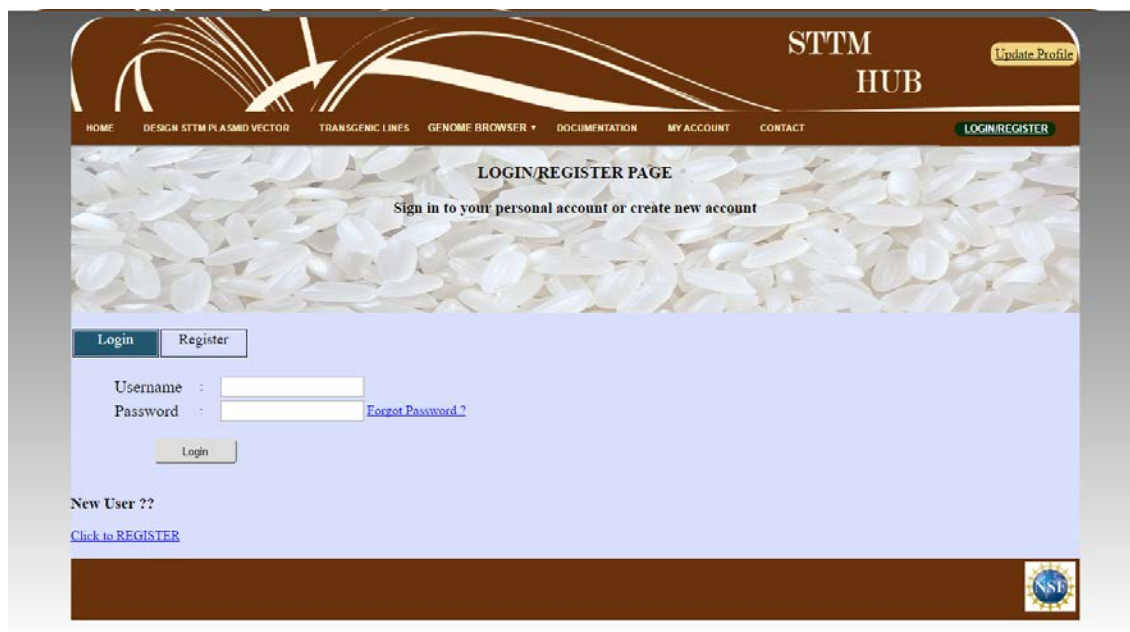 STTM
HUB
Update Profile
HOME DESIGN STTM PLASMID VECTOR TRANSGENIC LINES GENOME BROWSER ▾ DOCUMENTATION MY ACCOUNT CONTACT LOGIN/REGISTER
LOGIN/REGISTER PAGE
Sign in to your personal account or create new account
Login Register
Username :
Password : Forgot Password ?
Login
New User ??
Click to REGISTER
NSF